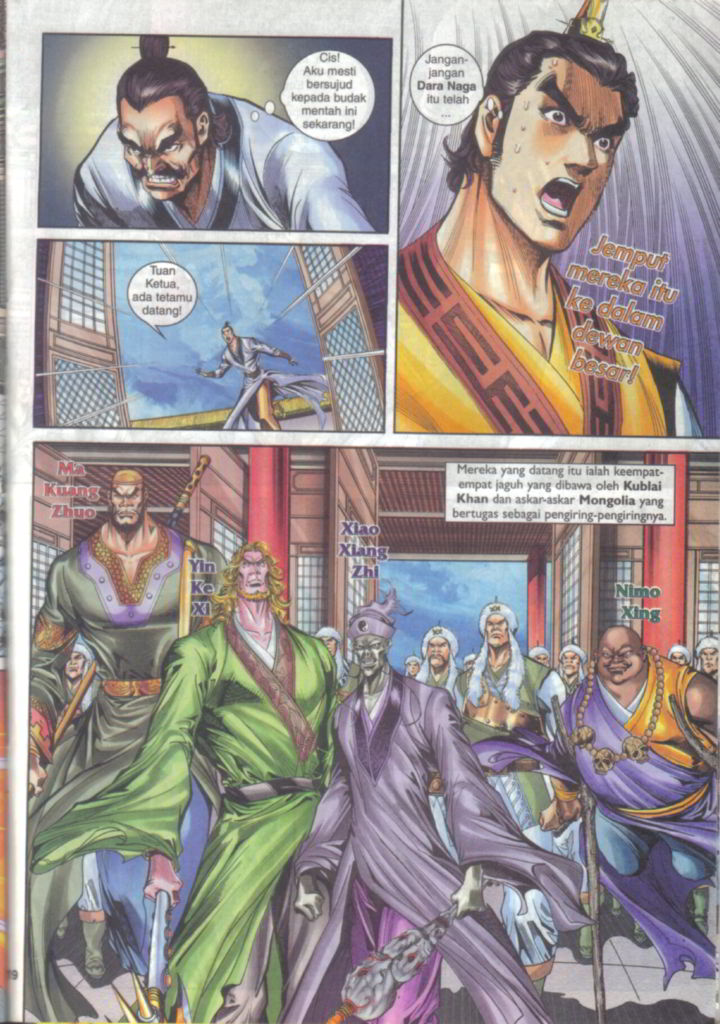 Cis!
Aku mesti
bersujud
kepada budak
mentah ini
sekarang!
Jangan-
jangan
Dara Naga
itu telah
...
Jemput
mereka itu
ke dalam
dewan
besar!
Tuan
Ketua,
ada tetamu
datang!
Mereka yang datang itu ialah keempat-
empat jaguh yang dibawa oleh Kublai
Khan dan askar-askar Mongolia yang
bertugas sebagai pengiring-pengiringnya.
Ma
Kuang
Zhuo
Yin
Ke
Xi
Xiao
Xiang
Zhi
Nimo
Xing